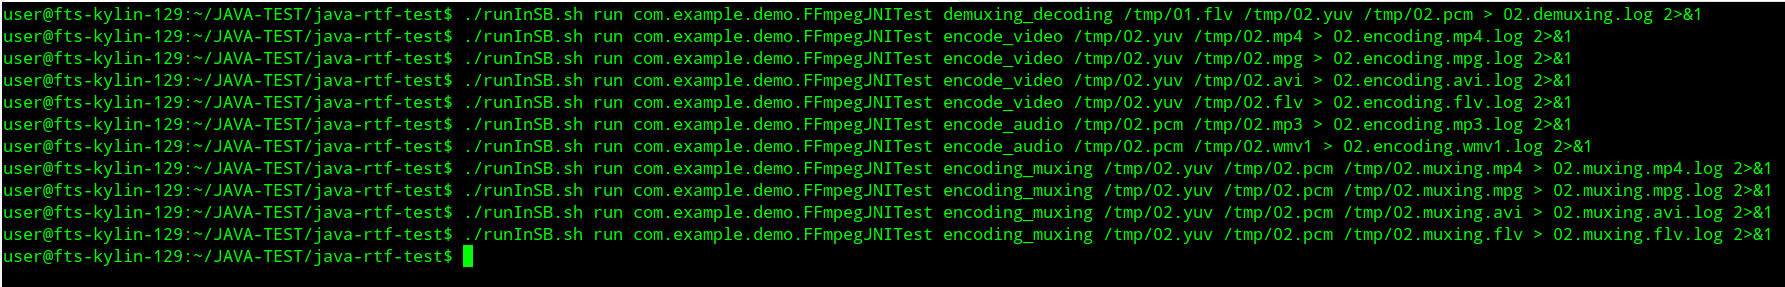 user@fts-kylin-129:~/JAVA-TEST/java-rtf-test$ ./runInSB.sh run com.example.demo.FFmpegJNITest demuxing_decoding /tmp/01.flv /tmp/02.yuv /tmp/02.pcm > 02.demuxing.log 2>&1
user@fts-kylin-129:~/JAVA-TEST/java-rtf-test$ ./runInSB.sh run com.example.demo.FFmpegJNITest encode_video /tmp/02.yuv /tmp/02.mp4 > 02.encoding.mp4.log 2>&1
user@fts-kylin-129:~/JAVA-TEST/java-rtf-test$ ./runInSB.sh run com.example.demo.FFmpegJNITest encode_video /tmp/02.yuv /tmp/02.mpg > 02.encoding.mpg.log 2>&1
user@fts-kylin-129:~/JAVA-TEST/java-rtf-test$ ./runInSB.sh run com.example.demo.FFmpegJNITest encode_video /tmp/02.yuv /tmp/02.avi > 02.encoding.avi.log 2>&1
user@fts-kylin-129:~/JAVA-TEST/java-rtf-test$ ./runInSB.sh run com.example.demo.FFmpegJNITest encode_video /tmp/02.yuv /tmp/02.flv > 02.encoding.flv.log 2>&1
user@fts-kylin-129:~/JAVA-TEST/java-rtf-test$ ./runInSB.sh run com.example.demo.FFmpegJNITest encode_audio /tmp/02.pcm /tmp/02.mp3 > 02.encoding.mp3.log 2>&1
user@fts-kylin-129:~/JAVA-TEST/java-rtf-test$ ./runInSB.sh run com.example.demo.FFmpegJNITest encode_audio /tmp/02.pcm /tmp/02.wmv1 > 02.encoding.wmv1.log 2>&1
user@fts-kylin-129:~/JAVA-TEST/java-rtf-test$ ./runInSB.sh run com.example.demo.FFmpegJNITest encoding_muxing /tmp/02.yuv /tmp/02.pcm /tmp/02.muxing.mp4 > 02.muxing.mp4.log 2>&1
user@fts-kylin-129:~/JAVA-TEST/java-rtf-test$ ./runInSB.sh run com.example.demo.FFmpegJNITest encoding_muxing /tmp/02.yuv /tmp/02.pcm /tmp/02.muxing.mpg > 02.muxing.mpg.log 2>&1
user@fts-kylin-129:~/JAVA-TEST/java-rtf-test$ ./runInSB.sh run com.example.demo.FFmpegJNITest encoding_muxing /tmp/02.yuv /tmp/02.pcm /tmp/02.muxing.avi > 02.muxing.avi.log 2>&1
user@fts-kylin-129:~/JAVA-TEST/java-rtf-test$ ./runInSB.sh run com.example.demo.FFmpegJNITest encoding_muxing /tmp/02.yuv /tmp/02.pcm /tmp/02.muxing.flv > 02.muxing.flv.log 2>&1
user@fts-kylin-129:~/JAVA-TEST/java-rtf-test$